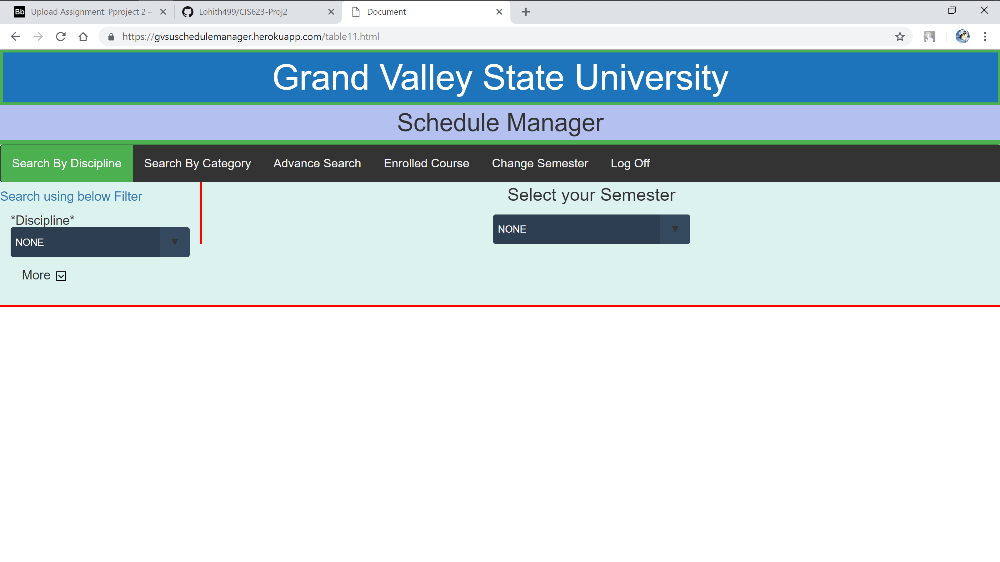 Bb Upload Assignment: Pproject 2 –
Lohith499/CIS623-Proj2
Document
https://gvsuschedulemanager.herokuapp.com/table11.html
Grand Valley State University
Schedule Manager
Search By Discipline
Search By Category
Advance Search
Enrolled Course
Change Semester
Log Off
Search using below Filter
*Discipline*
NONE
More
Select your Semester
NONE